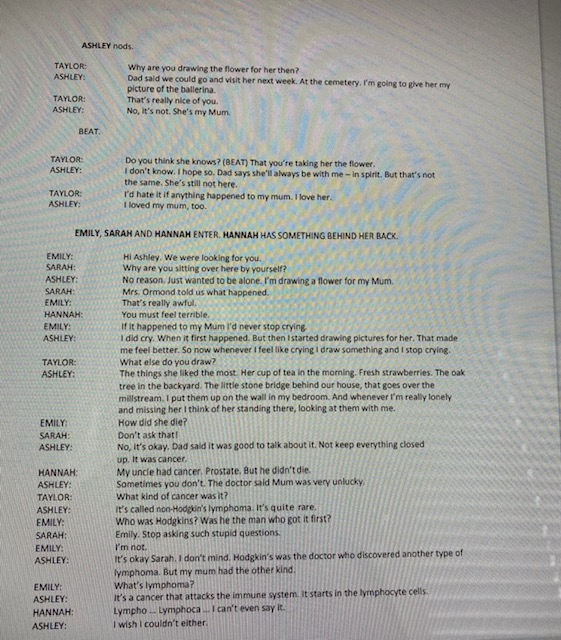 ASHLEY nods.
TAYLOR: Why are you drawing the flower for her then?
ASHLEY: Dad said we could go and visit her next week. At the cemetery. I'm going to give her my
picture of the ballerina.
TAYLOR: That's really nice of you.
ASHLEY: No, it's not. She's my Mum.
BEAT.
TAYLOR: Do you think she knows? (BEAT) That you're taking her the flower.
ASHLEY: I don't know. I hope so. Dad says she'll always be with me – in spirit. But that's not
the same. She's still not here.
TAYLOR: I'd hate it if anything happened to my mum. I love her.
ASHLEY: I loved my mum, too.
EMILY, SARAH AND HANNAH ENTER. HANNAH HAS SOMETHING BEHIND HER BACK.
EMILY: Hi Ashley. We were looking for you.
SARAH: Why are you sitting over here by yourself?
ASHLEY: No reason. Just wanted to be alone. I'm drawing a flower for my Mum.
SARAH: Mrs. Ormond told us what happened.
EMILY: That's really awful.
HANNAH: You must feel terrible.
EMILY: If it happened to my Mum I'd never stop crying.
ASHLEY: I did cry. When it first happened. But then I started drawing pictures for her. That made
me feel better. So now whenever I feel like crying I draw something and I stop crying.
TAYLOR: What else do you draw?
ASHLEY: The things she liked the most. Her cup of tea in the morning. Fresh strawberries. The oak
tree in the backyard. The little stone bridge behind our house, that goes over the
millstream. I put them up on the wall in my bedroom. And whenever I'm really lonely
and missing her I think of her standing there, looking at them with me.
EMILY: How did she die?
SARAH: Don't ask that!
ASHLEY: No, it's okay. Dad said it was good to talk about it. Not keep everything closed
up. It was cancer.
HANNAH: My uncle had cancer. Prostate. But he didn't die.
ASHLEY: Sometimes you don't. The doctor said Mum was very unlucky.
TAYLOR: What kind of cancer was it?
ASHLEY: It's called non-Hodgkin's lymphoma. It's quite rare.
EMILY: Who was Hodgkins? Was he the man who got it first?
SARAH: Emily. Stop asking such stupid questions.
EMILY: I'm not.
ASHLEY: It's okay Sarah. I don't mind. Hodgkin's was the doctor who discovered another type of
lymphoma. But my mum had the other kind.
EMILY: What's lymphoma?
ASHLEY: It's a cancer that attacks the immune system. It starts in the lymphocyte cells.
HANNAH: Lympho ... Lymphoca ... I can't even say it.
ASHLEY: I wish I couldn't either.